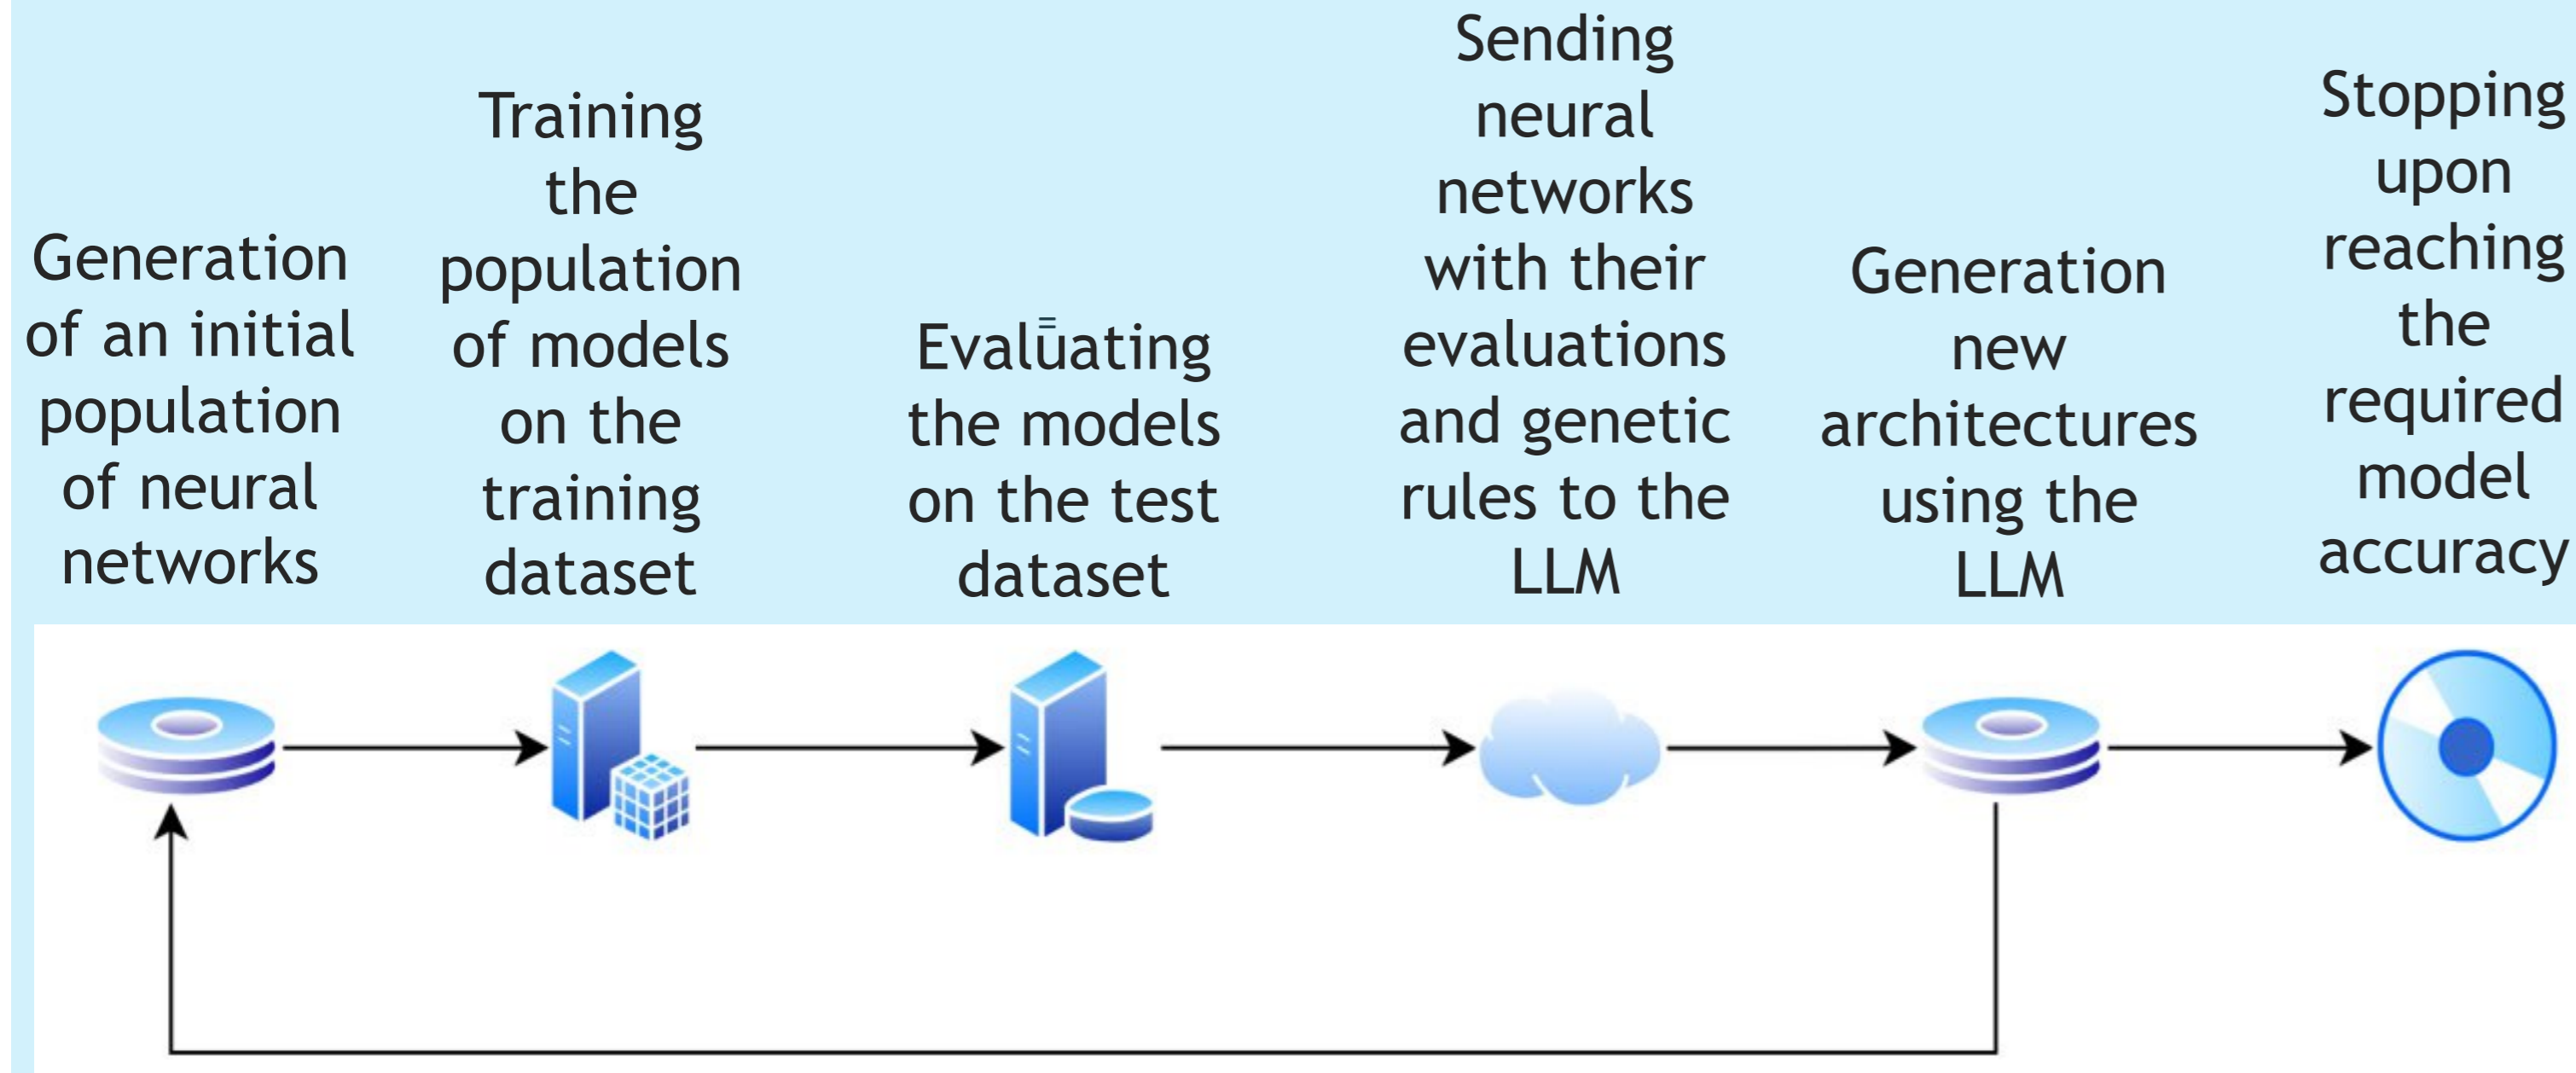 Generation
of an initial
population
of neural
networks
Training
the
population
of models
on the
training
dataset
=
Evaluating
the models
on the test
dataset
Sending
neural
networks
with their
evaluations
and genetic
rules to the
LLM
Generation
new
architectures
using the
LLM
Stopping
upon
reaching
the
required
model
accuracy